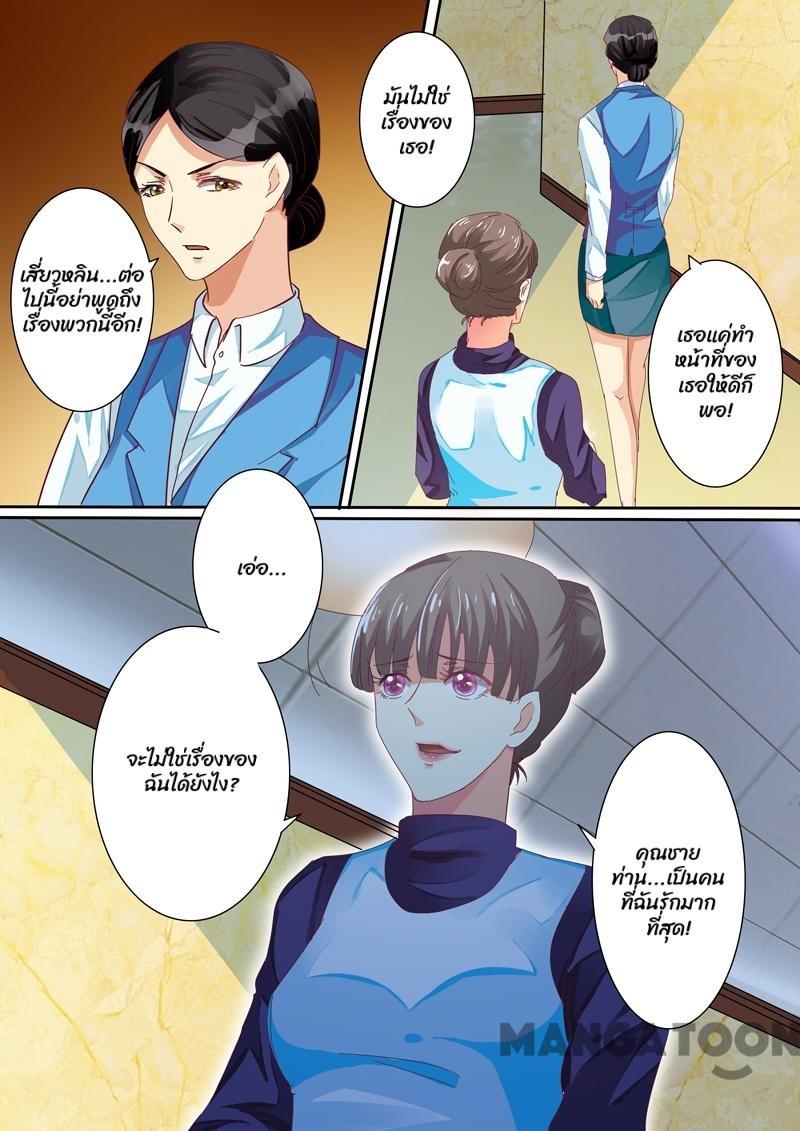 เสี่ยวหลิน...ต่อ
ไปนี้อย่าพูดถึง
เรื่องพวกนี้อีก!
มันไม่ใช่
เรื่องของ
เธอ!
เธอแค่ทำ
หน้าที่ของ
เธอให้ดีก็
พอ!
เอ่อ...
จะไม่ใช่เรื่องของ
ฉันได้ยังไง?
คุณชาย
ท่าน...เป็นคน
ที่ฉันรักมาก
ที่สุด!
MANGATOON